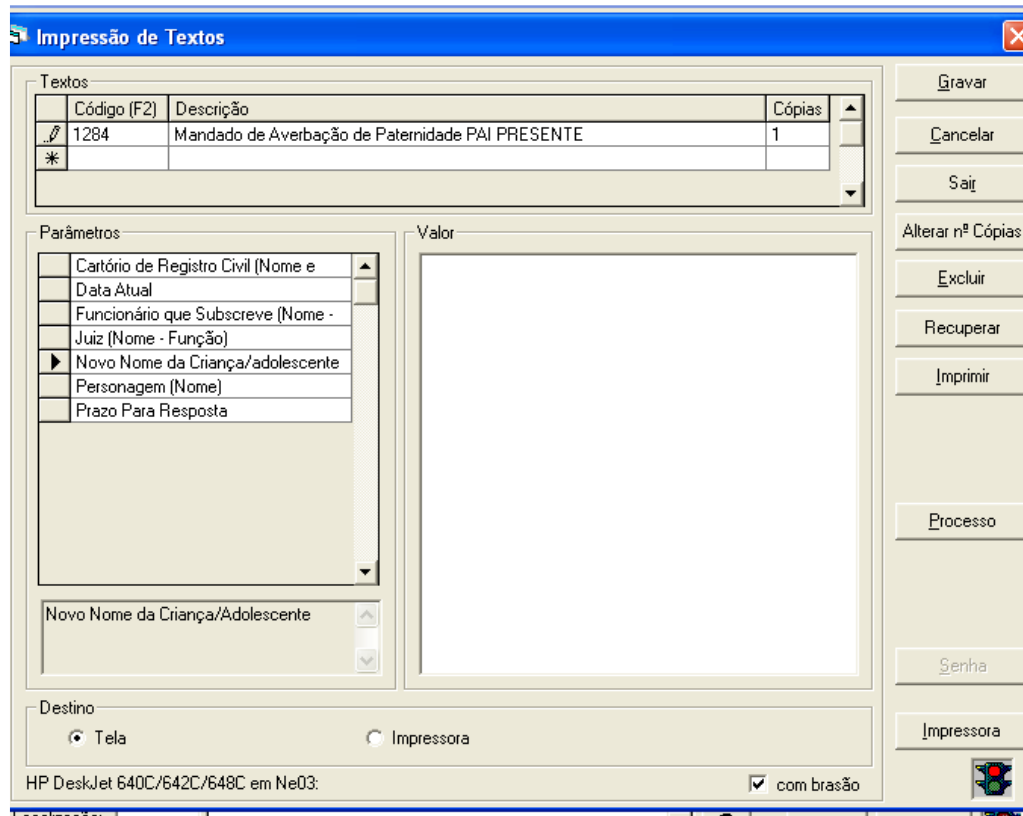 Impressão de Textos
Textos
Código (F2) Descrição Cópias
1284 Mandado de Averbação de Paternidade PAI PRESENTE 1
Parâmetros
Cartório de Registro Civil (Nome e
Data Atual
Funcionário que Subscreve (Nome -
Juiz (Nome - Função)
Novo Nome da Criança/adolescente
Personagem (Nome)
Prazo Para Resposta
Novo Nome da Criança/Adolescente
Valor
Destino
Tela Impressora
HP DeskJet 640C/642C/648C em Ne03: com brasão
Gravar
Cancelar
Sair
Alterar nº Cópias
Excluir
Recuperar
Imprimir
Processo
Senha
Impressora